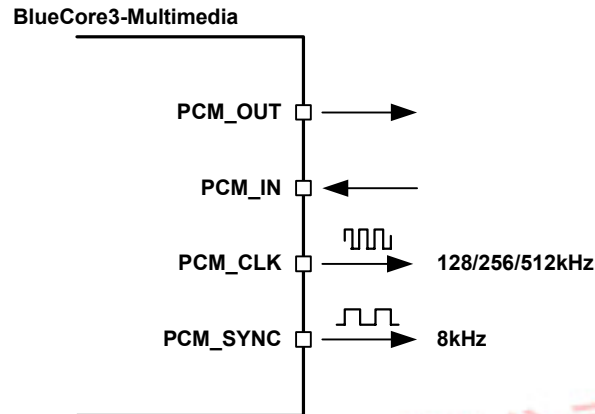 BlueCore3-Multimedia
PCM_OUT
PCM_IN
PCM_CLK 128/256/512kHz
PCM_SYNC 8kHz